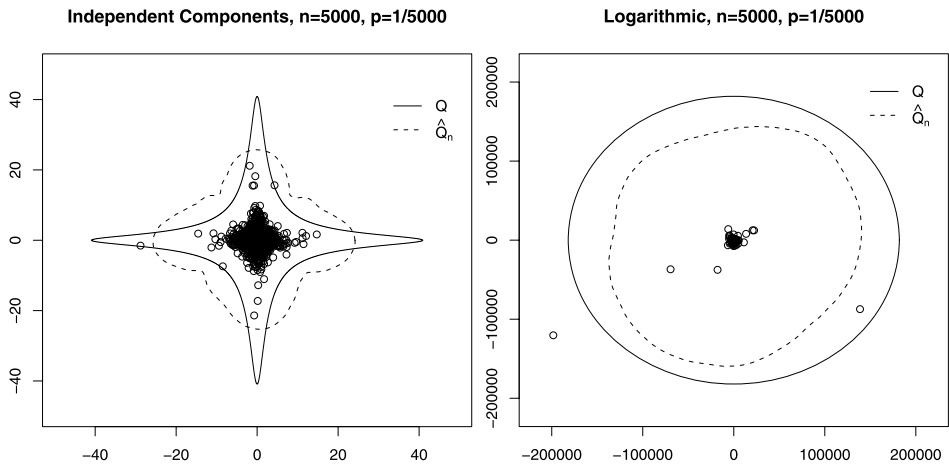 Independent Components, n=5000, p=1/5000
40
20
0
−20
−40
−40 −20 0 20 40
Q
Q̂n
Logarithmic, n=5000, p=1/5000
200000
100000
0
−100000
−200000
−200000 −100000 0 100000 200000
Q
Q̂n